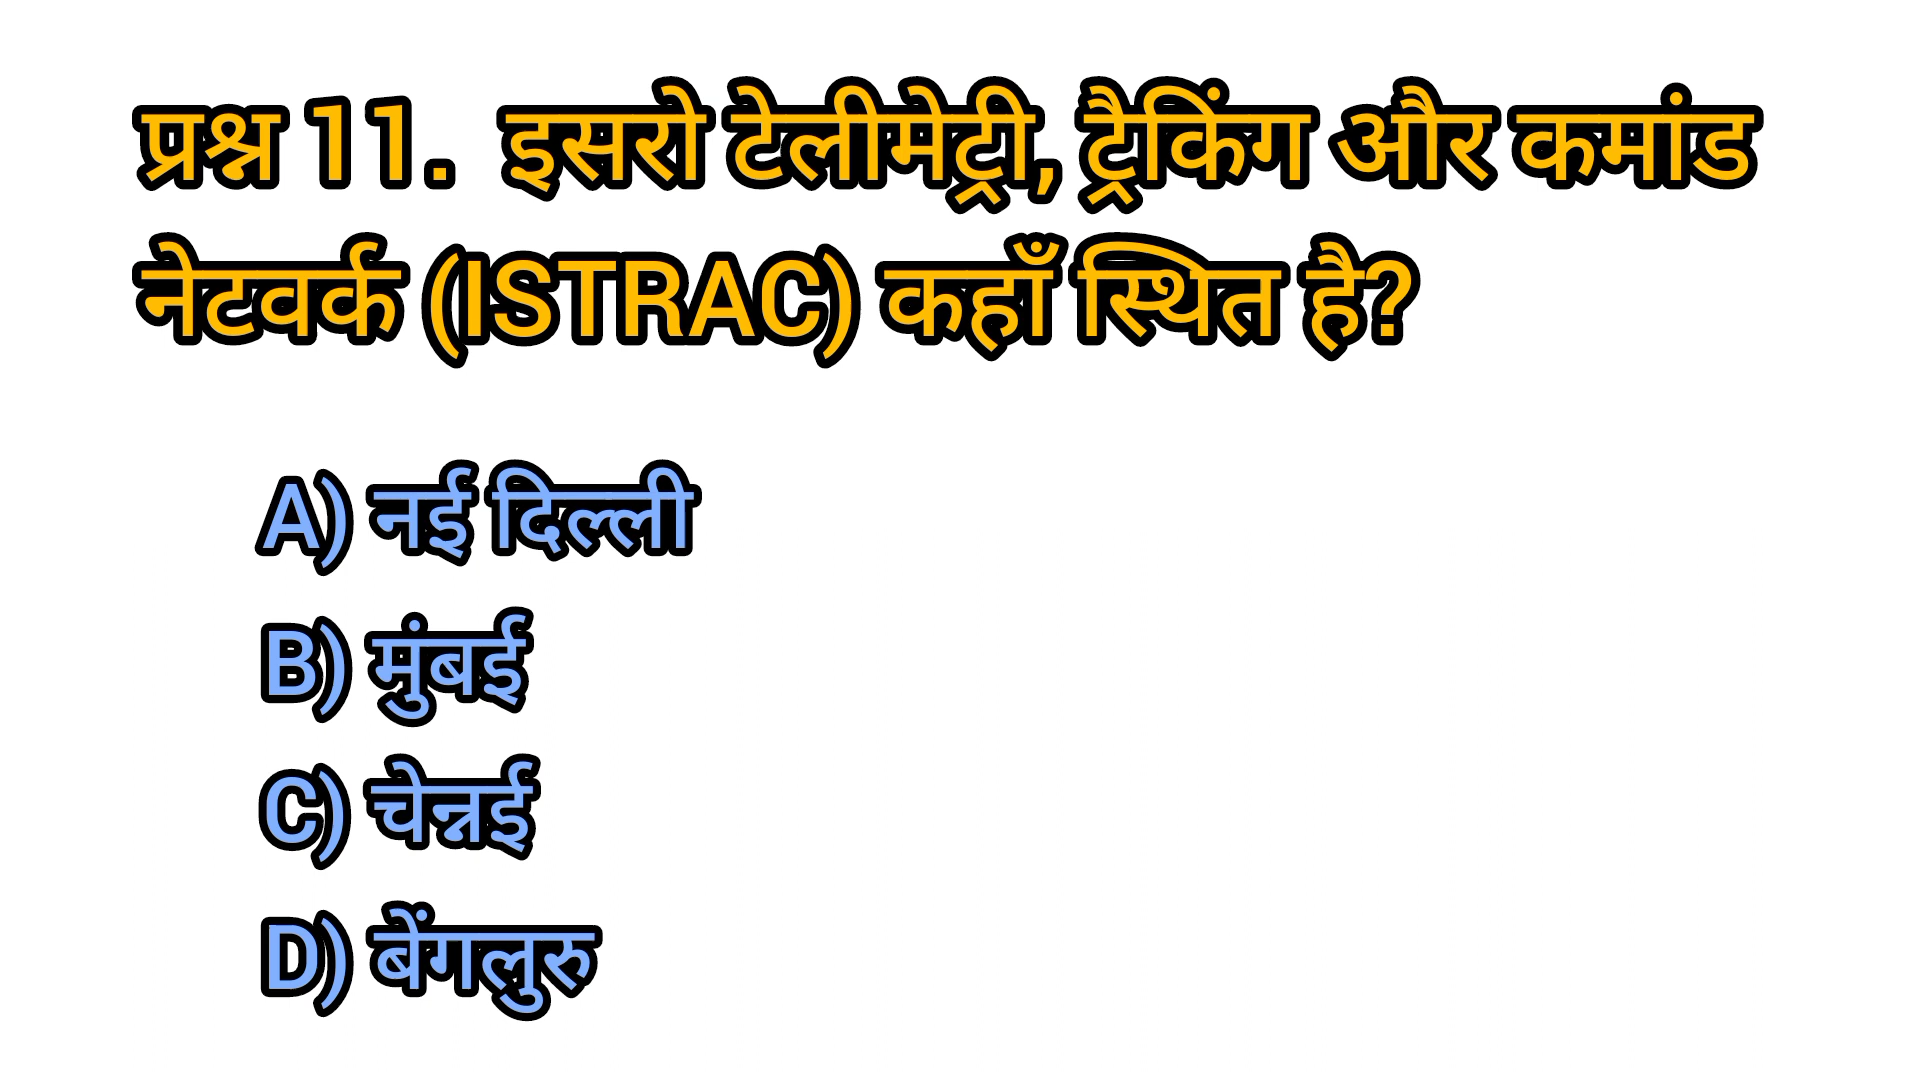 प्रश्न 11. इसरो टेलीमेट्री, ट्रैकिंग और कमांड
नेटवर्क (ISTRAC) कहाँ स्थित है?
A) नई दिल्ली
B) मुंबई
C) चेन्नई
D) बेंगलुरु